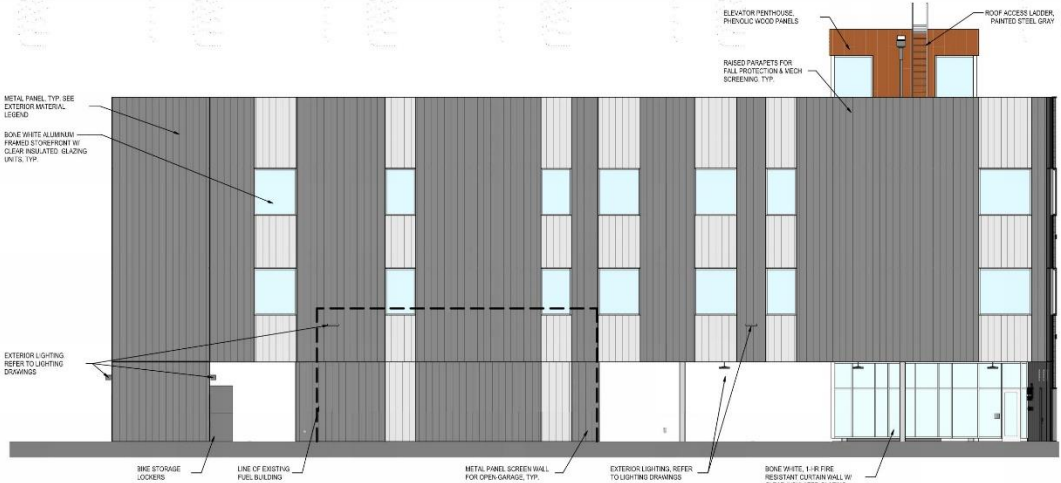 ELEVATOR PENTHOUSE,
PHENOLIC WOOD PANELS
ROOF ACCESS LADDER,
PAINTED STEEL GRAY
RAISED PARAPETS FOR
FALL PROTECTION & MECH
SCREENING, TYP.
METAL PANEL, TYP. SEE
EXTERIOR MATERIAL
LEGEND
BONE WHITE ALUMINUM
FRAMED STOREFRONT W/
CLEAR INSULATED GLAZING
UNITS, TYP.
EXTERIOR LIGHTING
REFER TO LIGHTING
DRAWINGS
BIKE STORAGE
LOCKERS
LINE OF EXISTING
FUEL BUILDING
METAL PANEL SCREEN WALL
FOR OPEN-GARAGE, TYP.
EXTERIOR LIGHTING, REFER
TO LIGHTING DRAWINGS
BONE WHITE, 1-HR FIRE
RESISTANT CURTAIN WALL W/